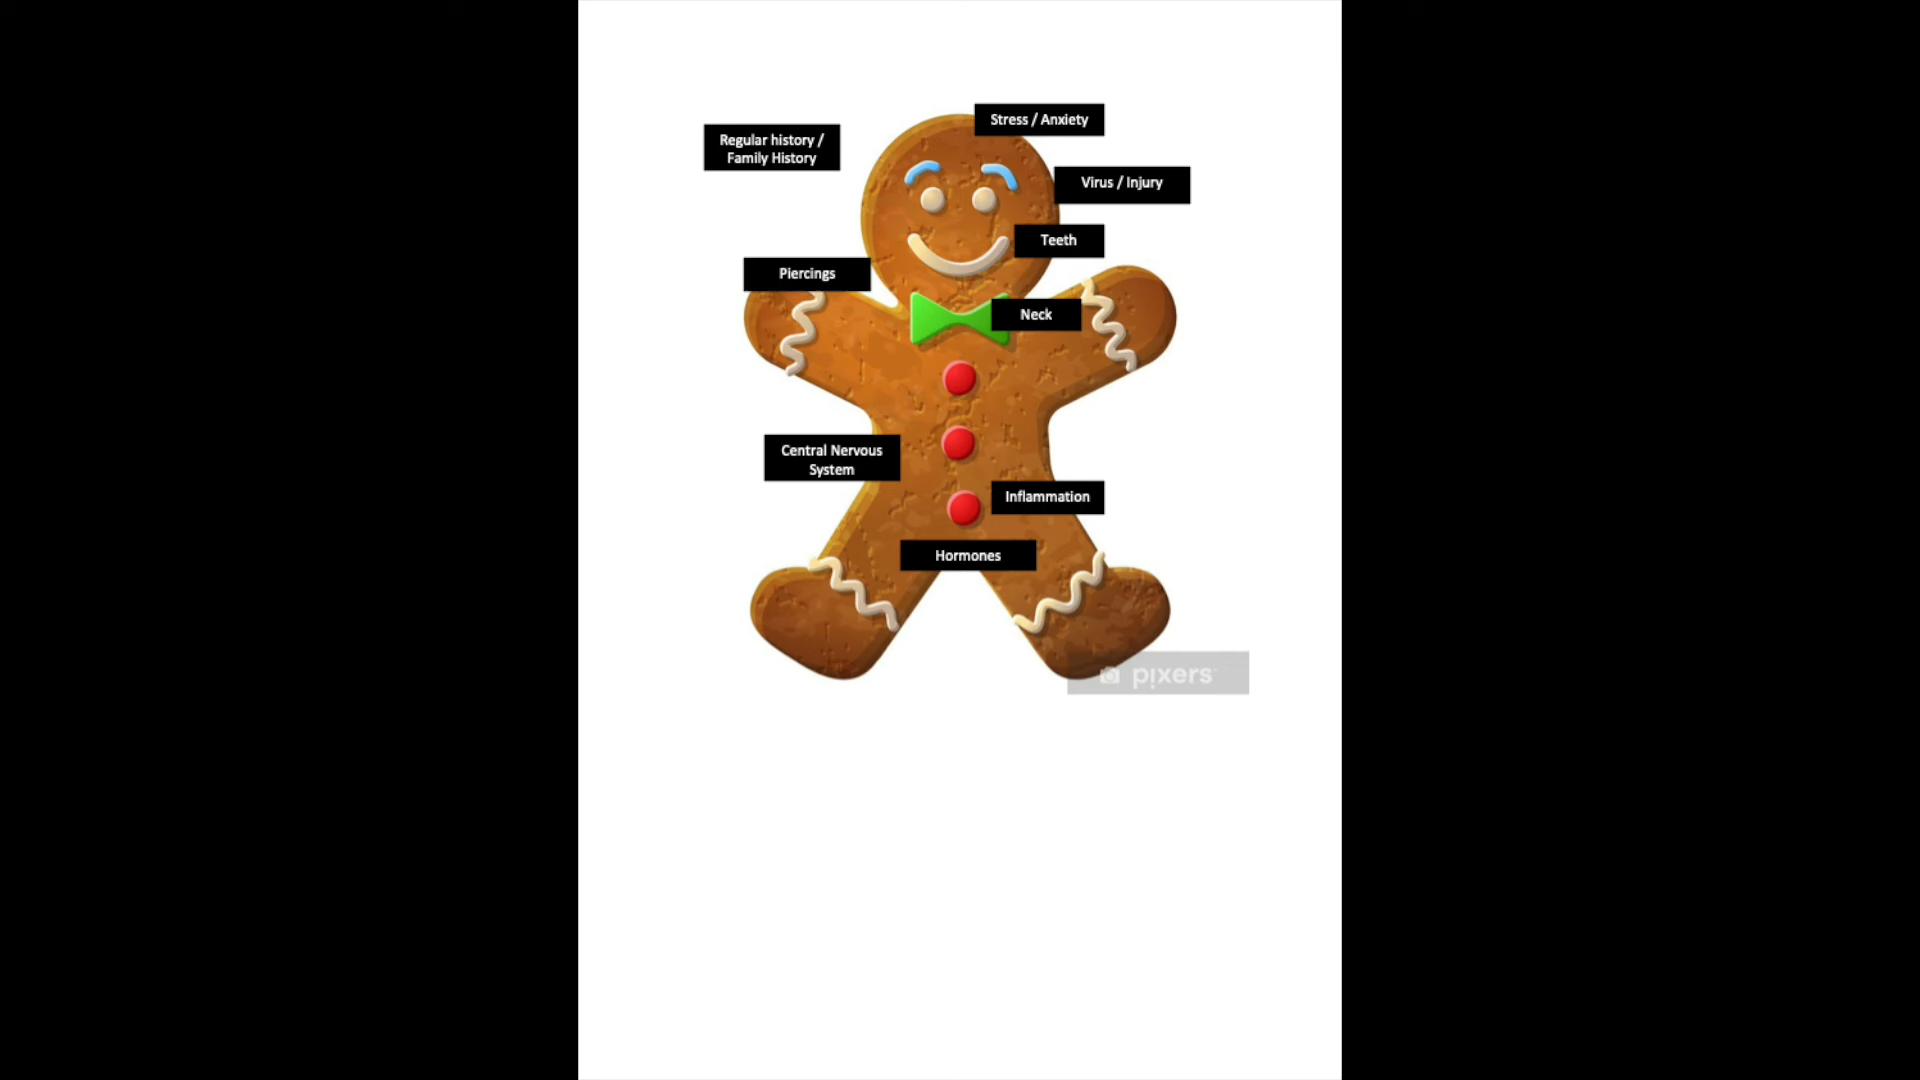 Stress / Anxiety
Regular history /
Family History
Virus / Injury
Teeth
Piercings
Neck
Central Nervous
System
Inflammation
Hormones
pixers